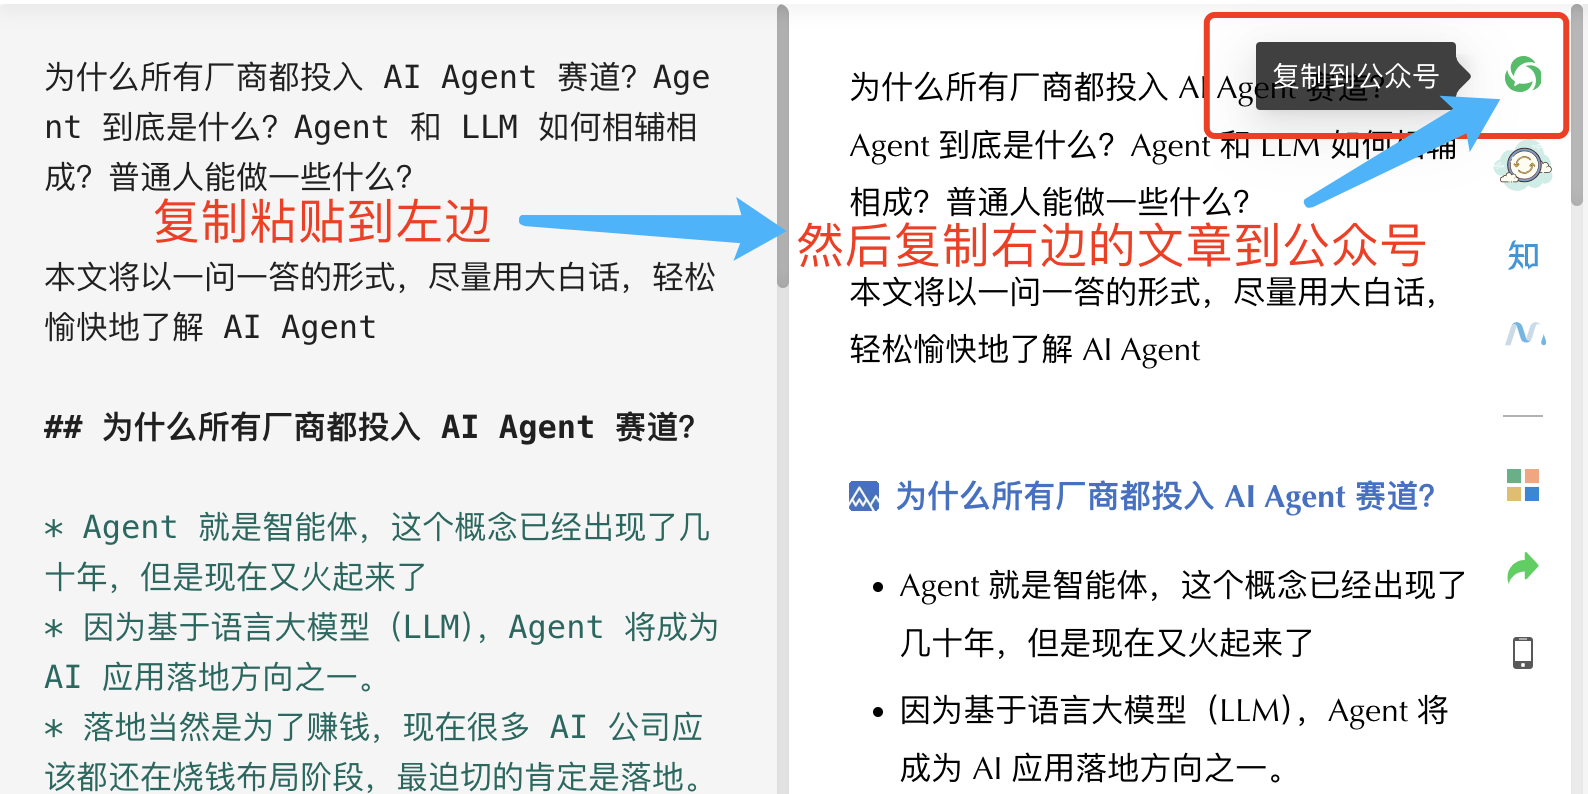 为什么所有厂商都投入 AI Agent 赛道？Age
nt 到底是什么？Agent 和 LLM 如何相辅相
成？普通人能做一些什么？
复制粘贴到左边
本文将以一问一答的形式，尽量用大白话，轻松
愉快地了解 AI Agent
## 为什么所有厂商都投入 AI Agent 赛道？
* Agent 就是智能体，这个概念已经出现了几
十年，但是现在又火起来了
* 因为基于语言大模型（LLM），Agent 将成为
AI 应用落地方向之一。
* 落地当然是为了赚钱，现在很多 AI 公司应
该都还在烧钱布局阶段，最迫切的肯定是落地。
复制到公众号
为什么所有厂商都投入 AI Agent 赛道？
Agent 到底是什么？Agent 和 LLM 如何相辅
相成？普通人能做一些什么？
然后复制右边的文章到公众号
本文将以一问一答的形式，尽量用大白话，
轻松愉快地了解 AI Agent
为什么所有厂商都投入 AI Agent 赛道？
• Agent 就是智能体，这个概念已经出现了
几十年，但是现在又火起来了
• 因为基于语言大模型（LLM），Agent 将
成为 AI 应用落地方向之一。
知